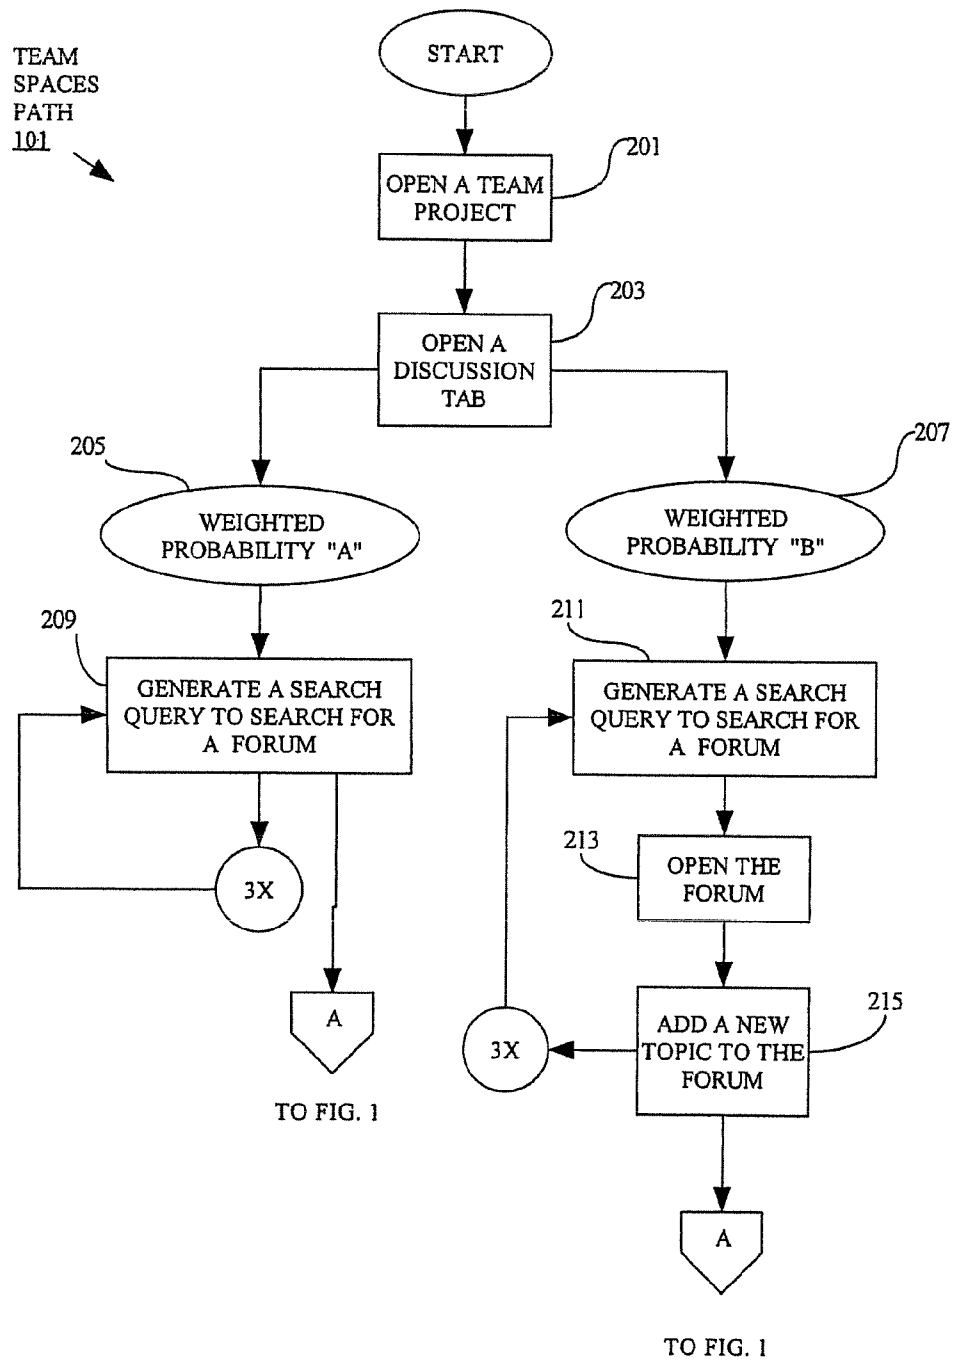 START
TEAM
SPACES
PATH
101
201
OPEN A TEAM
PROJECT
203
OPEN A
DISCUSSION
TAB
205
207
WEIGHTED
PROBABILITY "A"
WEIGHTED
PROBABILITY "B"
209
211
GENERATE A SEARCH
QUERY TO SEARCH FOR
A FORUM
GENERATE A SEARCH
QUERY TO SEARCH FOR
A FORUM
213
OPEN THE
FORUM
3X
215
A
ADD A NEW
TOPIC TO THE
FORUM
3X
TO FIG. 1
A
TO FIG. 1